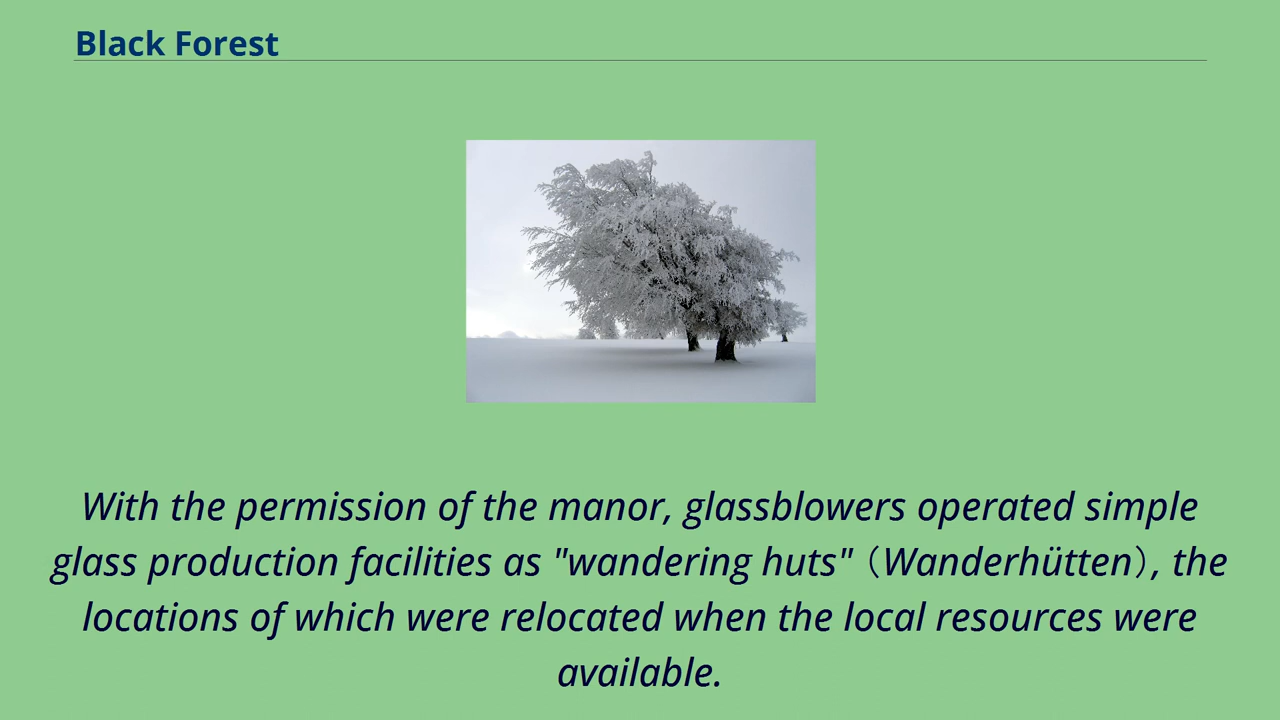 Black Forest
With the permission of the manor, glassblowers operated simple
glass production facilities as "wandering huts"（Wanderhütten）, the
locations of which were relocated when the local resources were
available.